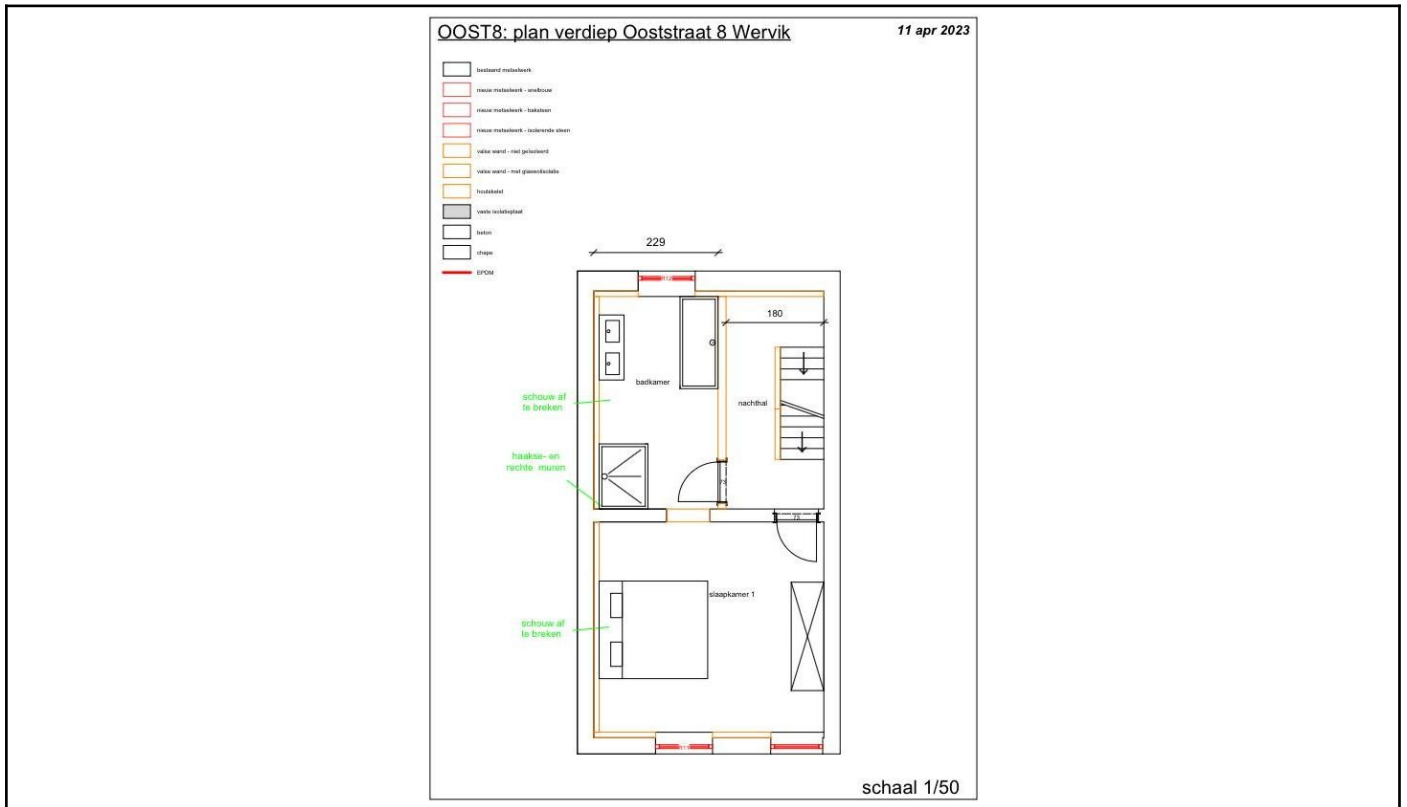 OOST8: plan verdiep Ooststraat 8 Wervik
11 apr 2023
bestaand metselwerk
nieuw metselwerk - snelbouw
nieuw metselwerk - baksteen
nieuw metselwerk - isolerende steen
valse wand - niet geïsoleerd
valse wand - met glaswolisolatie
houtskelet
vaste isolatieplaat
beton
chape
EPDM
229
180
badkamer
schouw af
te breken
nachthal
haakse- en
rechte muren
73
73
slaapkamer 1
schouw af
te breken
schaal 1/50